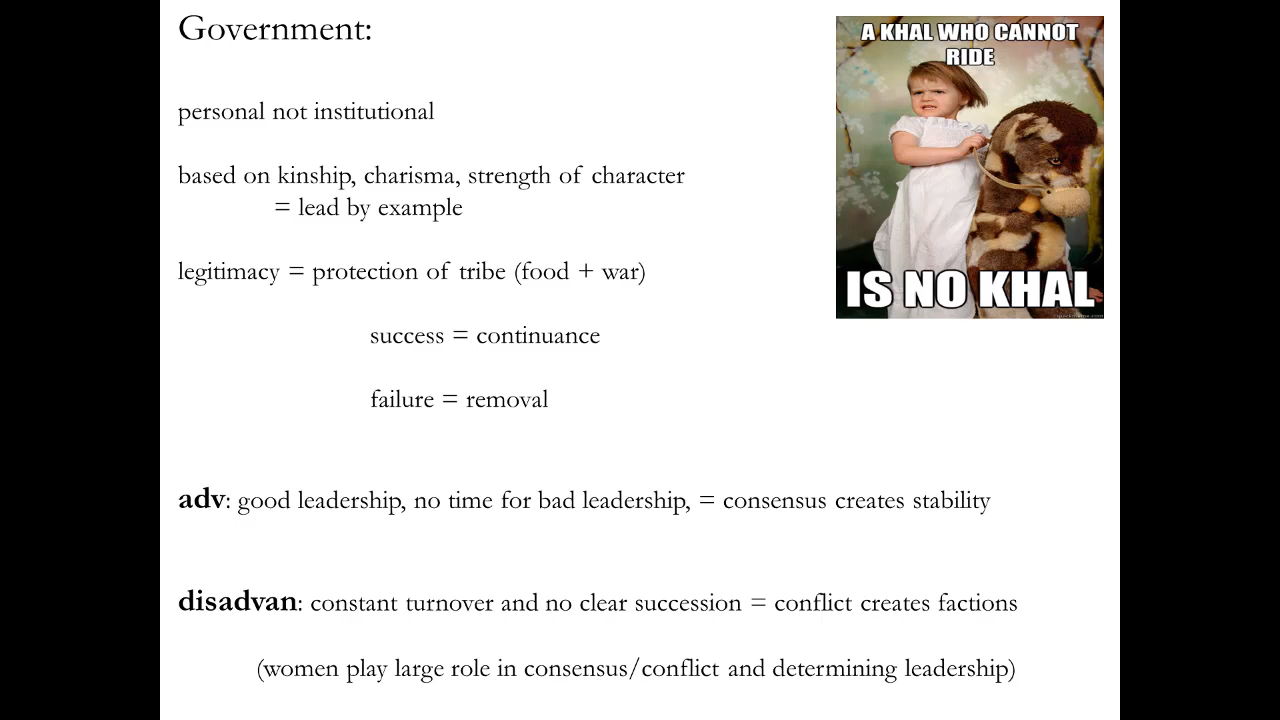 Government:
personal not institutional
based on kinship, charisma, strength of character
= lead by example
legitimacy = protection of tribe (food + war)
success = continuance
failure = removal
adv: good leadership, no time for bad leadership, = consensus creates stability
disadvan: constant turnover and no clear succession = conflict creates factions
(women play large role in consensus/conflict and determining leadership)
A KHAL WHO CANNOT
RIDE
IS NO KHAL